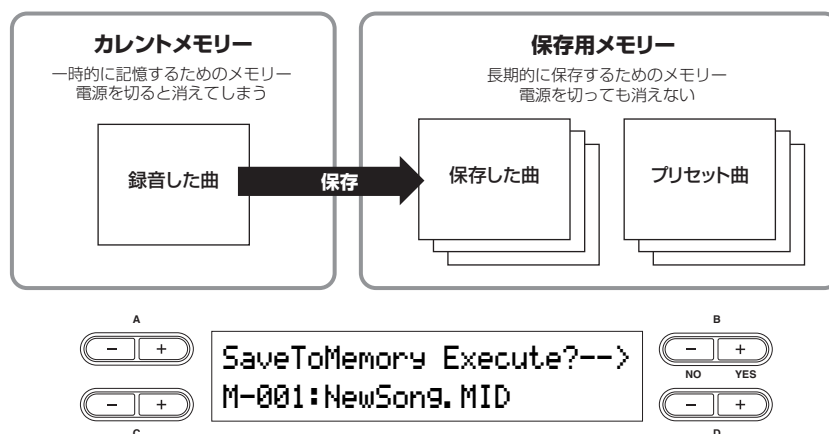 カレントメモリー
一時的に記憶するためのメモリー
電源を切ると消えてしまう
録音した曲
保存
保存用メモリー
長期的に保存するためのメモリー
電源を切っても消えない
保存した曲
プリセット曲
A
- +
B
- +
NO YES
SaveToMemory Execute?-->
M-001:NewSong.MID
- +
C
- +
D